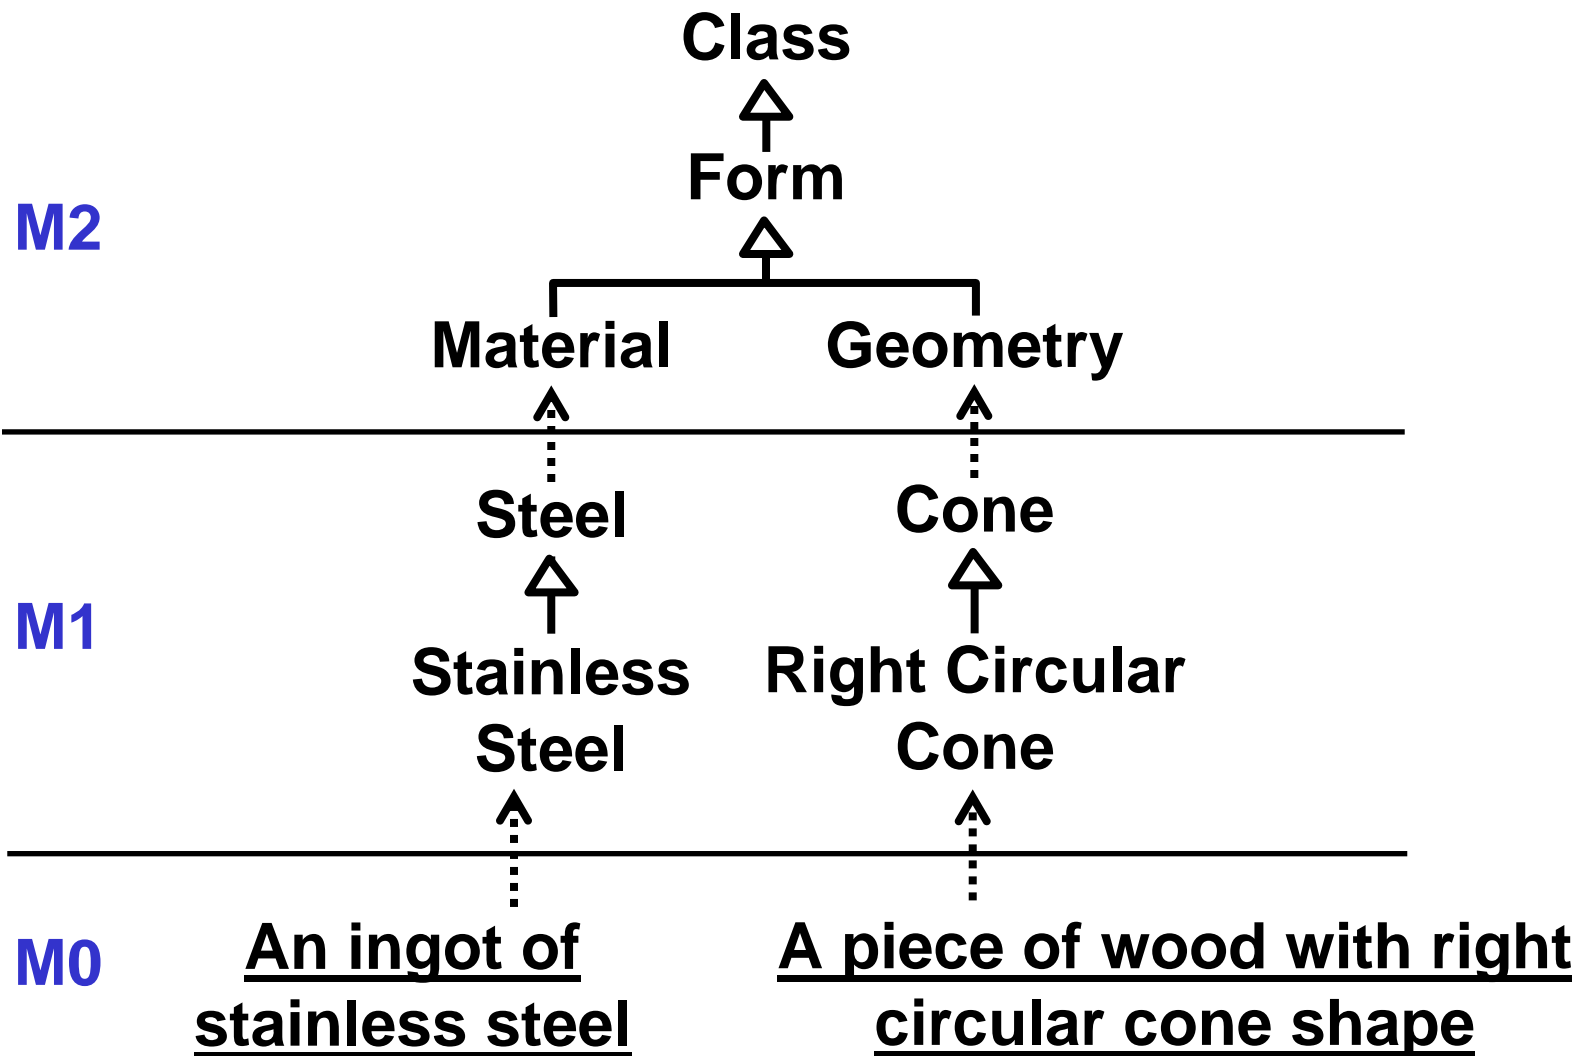 Class
Form
M2
Material
Geometry
Steel
Cone
M1
Stainless
Steel
Right Circular
Cone
M0
An ingot of
stainless steel
A piece of wood with right
circular cone shape